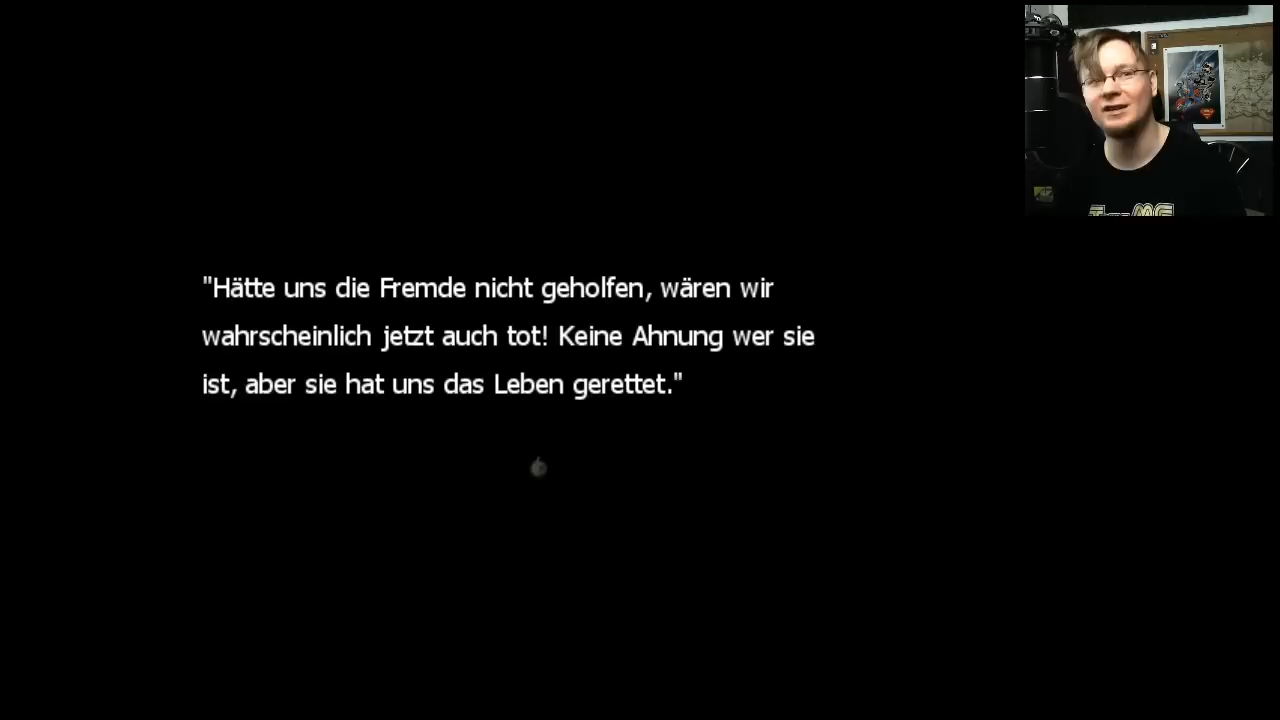 "Hätte uns die Fremde nicht geholfen, wären wir
wahrscheinlich jetzt auch tot! Keine Ahnung wer sie
ist, aber sie hat uns das Leben gerettet."